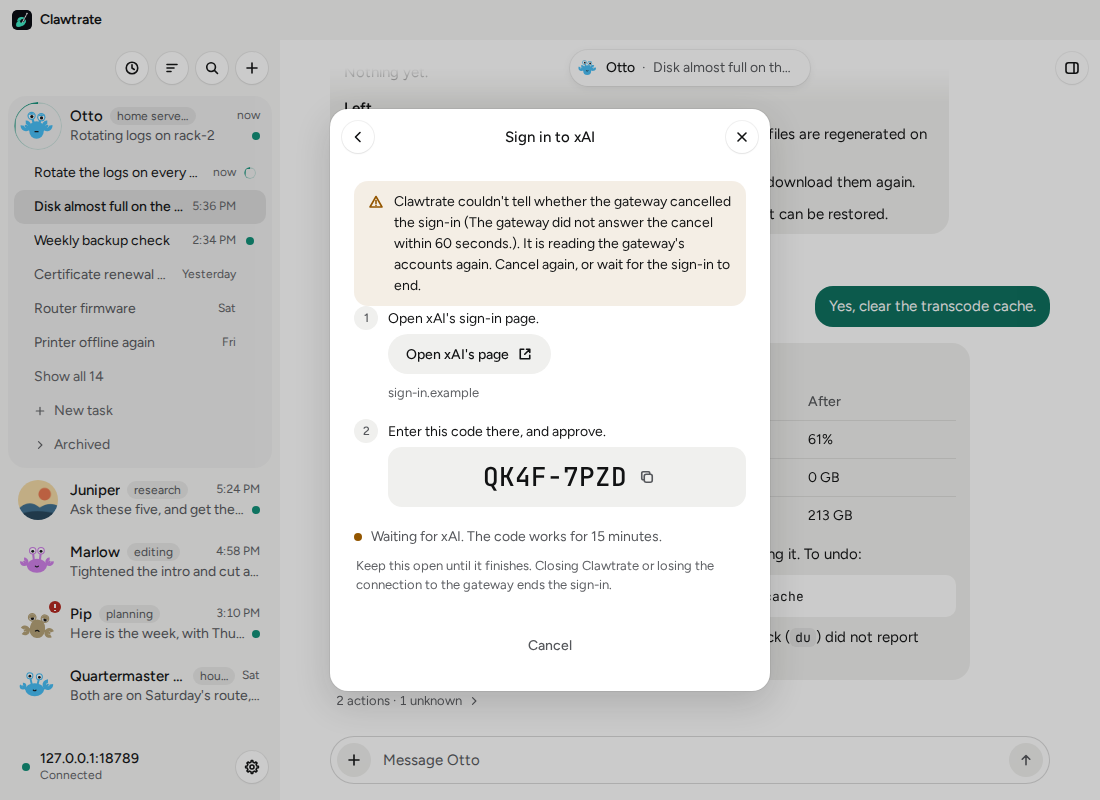 Clawtrate
Otto home serve... now
Rotating logs on rack-2
Rotate the logs on every ... now
Disk almost full on the ... 5:36 PM
Weekly backup check 2:34 PM
Certificate renewal ... Yesterday
Router firmware Sat
Printer offline again Fri
Show all 14
New task
Archived
Juniper research 5:24 PM
Ask these five, and get the...
Marlow editing 4:58 PM
Tightened the intro and cut a...
Pip planning 3:10 PM
Here is the week, with Thu...
Quartermaster ... hou... Sat
Both are on Saturday's route,...
127.0.0.1:18789
Connected
Otto · Disk almost full on th...
Nothing yet.
Left
files are regenerated on
download them again.
t can be restored.
Yes, clear the transcode cache.
After
61%
0 GB
213 GB
ng it. To undo:
cache
ck ( du ) did not report
2 actions · 1 unknown
Message Otto
Sign in to xAI
Clawtrate couldn't tell whether the gateway cancelled
the sign-in (The gateway did not answer the cancel
within 60 seconds.). It is reading the gateway's
accounts again. Cancel again, or wait for the sign-in to
end.
1 Open xAI's sign-in page.
Open xAI's page
sign-in.example
2 Enter this code there, and approve.
QK4F-7PZD
Waiting for xAI. The code works for 15 minutes.
Keep this open until it finishes. Closing Clawtrate or losing the
connection to the gateway ends the sign-in.
Cancel